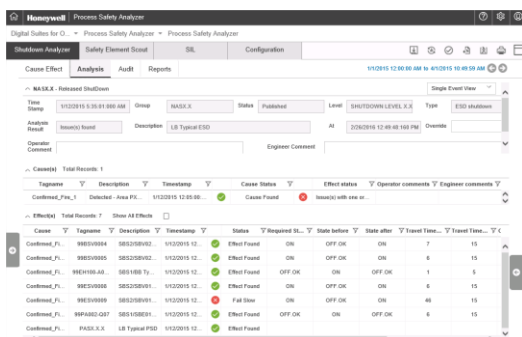 Honeywell Process Safety Analyzer
Digital Suites for O... Process Safety Analyzer Process Safety Analyzer
Shutdown Analyzer Safety Element Scout SIL Configuration
Cause Effect Analysis Audit Reports 1/1/2015 12:00:00 AM to 4/1/2015 10:49:59 AM
NASX.X - Released ShutDown Single Event View
Time Stamp 1/12/2015 5:35:01.000 AM Group NASX.X Status Published Level SHUTDOWN LEVEL X.X Type ESD shutdown
Analysis Result Issue(s) found Description LB Typical ESD At 2/26/2016 12:49:48.160 PM Override
Operator Comment Engineer Comment
Cause(s) Total Records: 1
Tagname Description Timestamp Cause Status Effect status Operator comments Engineer comments
Confirmed_Fire_1 Detected - Area PX... 1/12/2015 12:05:00... Cause Found Issue(s) with one or...
Effect(s) Total Records: 7 Show All Effects
Cause Tagname Description Timestamp Status Required St... State before State after Travel Time... Travel Time...
Confirmed_Fi... 99BSV0004 SBS2/SBV02... 1/12/2015 12... Effect Found ON OFF.OK ON 7 15
Confirmed_Fi... 99BSV0005 SBS2/SBV02... 1/12/2015 12... Effect Found ON OFF.OK ON 8 15
Confirmed_Fi... SBS1/BB Ty... 1/12/2015 12... Effect Found OFF.OK ON OFF.OK 1 5
Confirmed_Fi... 99ESV0008 SBS2/SBV01... 1/12/2015 12... Effect Found ON OFF.OK ON 6 15
Confirmed_Fi... 99ESV0009 SBS2/SBV01... 1/12/2015 12... Fail Slow ON OFF.OK ON 46 15
Confirmed_Fi... 99PA002-Q07 SBS1/SBE01... 1/12/2015 12... Effect Found OFF.OK ON OFF.OK 6 15
Confirmed_Fi... PASX.X.X LB Typical PSD 1/12/2015 12... Effect Found